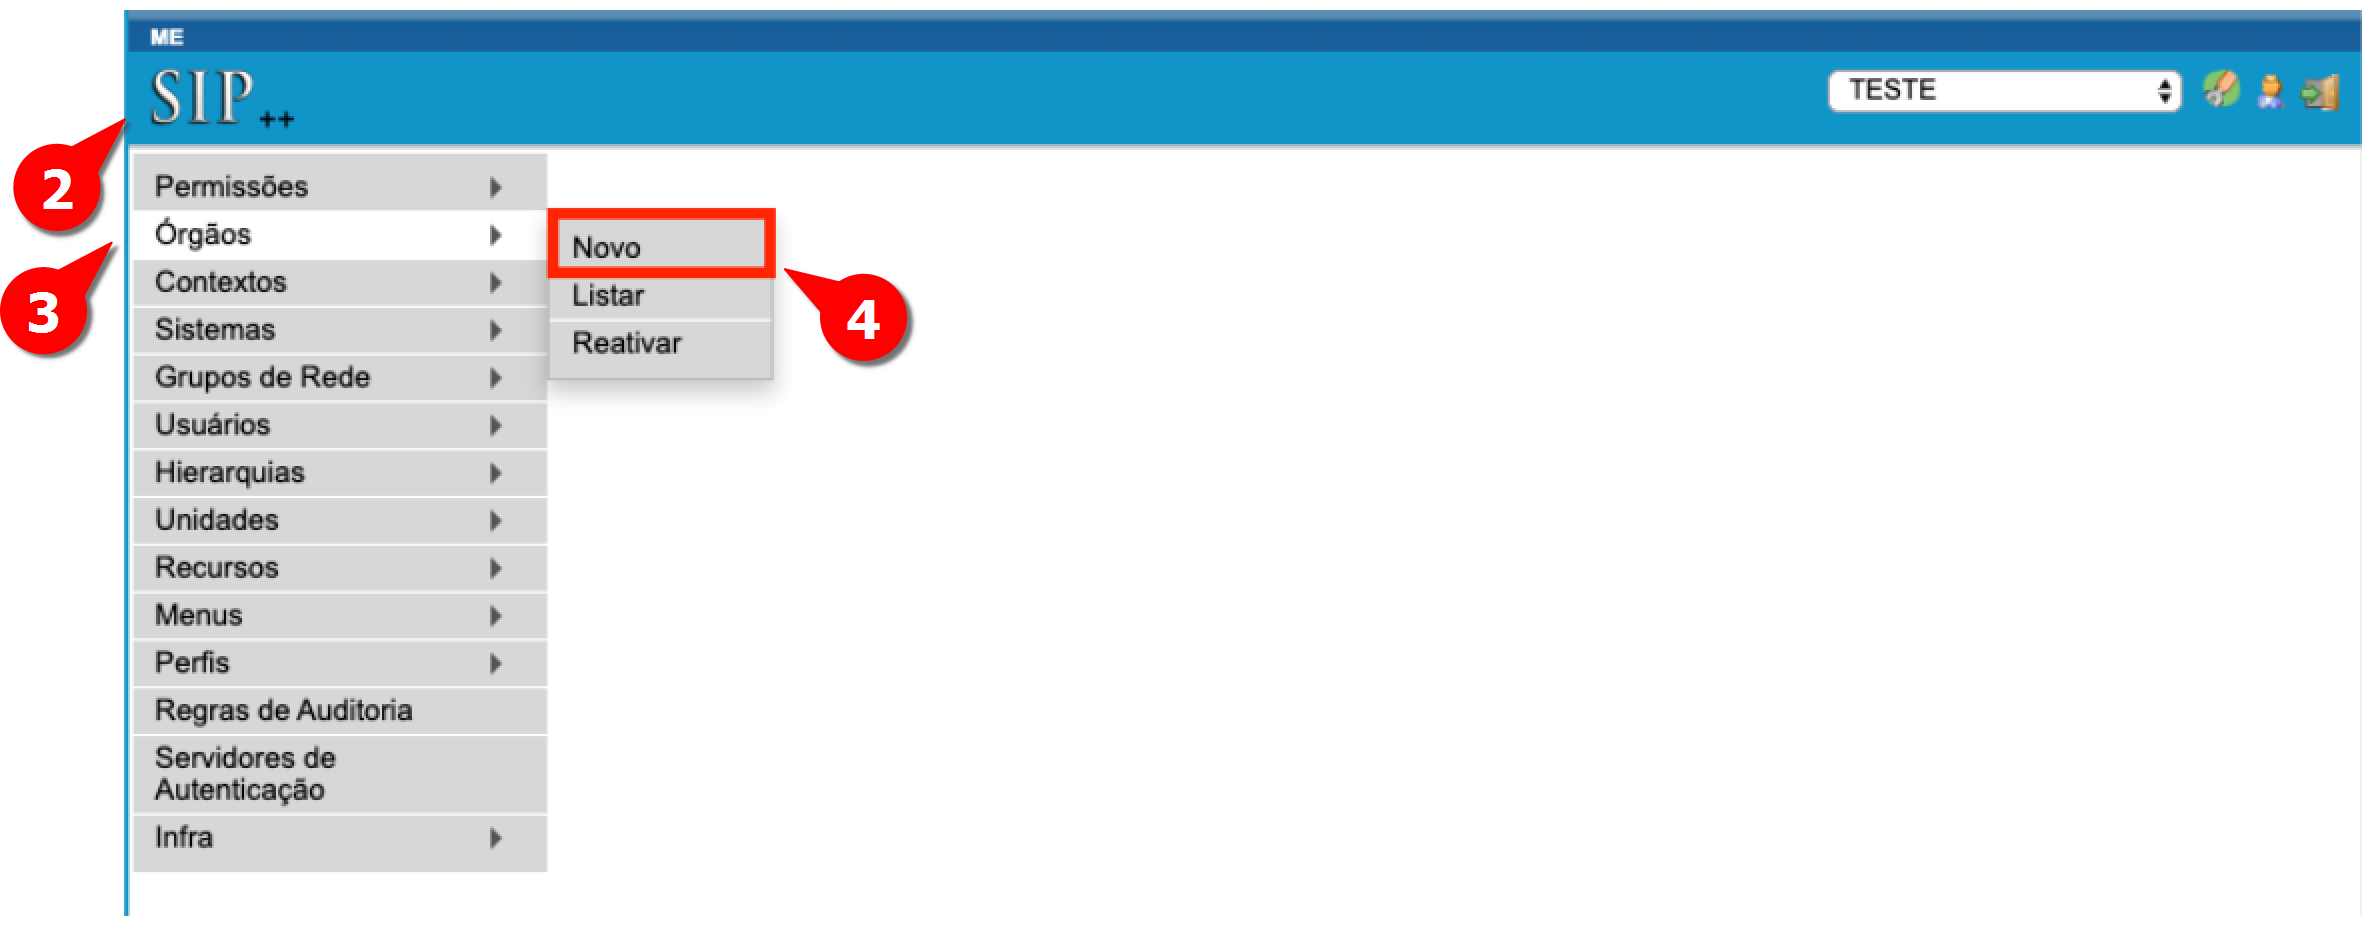 ME
SIP++
TESTE
2
Permissões
Órgãos
3
Novo
4
Contextos
Listar
Sistemas
Reativar
Grupos de Rede
Usuários
Hierarquias
Unidades
Recursos
Menus
Perfis
Regras de Auditoria
Servidores de
Autenticação
Infra